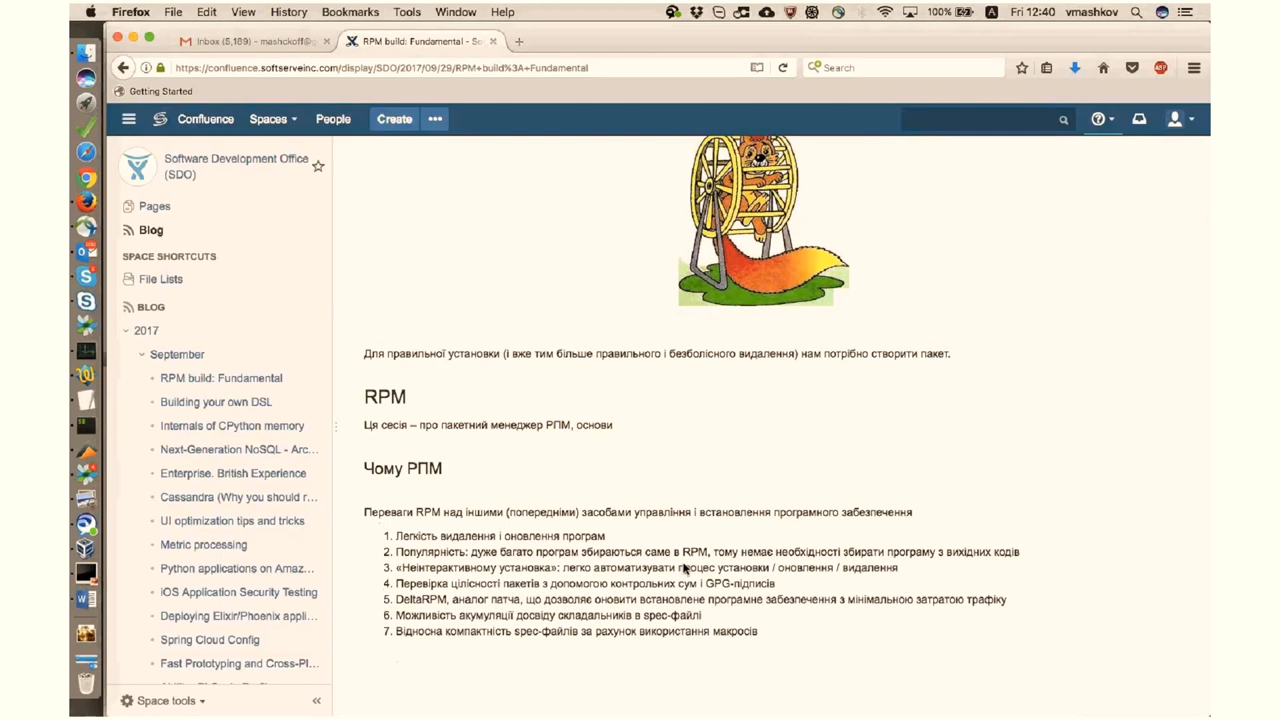 Firefox File Edit View History Bookmarks Tools Window Help 100% Fri 12:40 vmashkov
Inbox (5,189) - mashckoff@g RPM build: Fundamental - So
https://confluence.softserveinc.com/display/SDO/2017/09/29/RPM+build%3A+Fundamental Search
Getting Started
Confluence Spaces People Create
Software Development Office (SDO)
Pages
Blog
SPACE SHORTCUTS
File Lists
BLOG
2017
September
RPM build: Fundamental
Building your own DSL
Internals of CPython memory
Next-Generation NoSQL - Arc...
Enterprise. British Experience
Cassandra (Why you should r...
UI optimization tips and tricks
Metric processing
Python applications on Amaz...
iOS Application Security Testing
Deploying Elixir/Phoenix appli...
Spring Cloud Config
Fast Prototyping and Cross-Pl...
Space tools
Для правильної установки (і вже тим більше правильного і безболісного видалення) нам потрібно створити пакет.
RPM
Ця сесія – про пакетний менеджер РПМ, основи
Чому РПМ
Переваги RPM над іншими (попередніми) засобами управління і встановлення програмного забезпечення
1. Легкість видалення і оновлення програм
2. Популярність: дуже багато програм збираються саме в RPM, тому немає необхідності збирати програму з вихідних кодів
3. «Неінтерактивному установка»: легко автоматизувати процес установки / оновлення / видалення
4. Перевірка цілісності пакетів з допомогою контрольних сум і GPG-підписів
5. DeltaRPM, аналог патча, що дозволяє оновити встановлене програмне забезпечення з мінімальною затратою трафіку
6. Можливість акумуляції досвіду складальників в spec-файлі
7. Відносна компактність spec-файлів за рахунок використання макросів